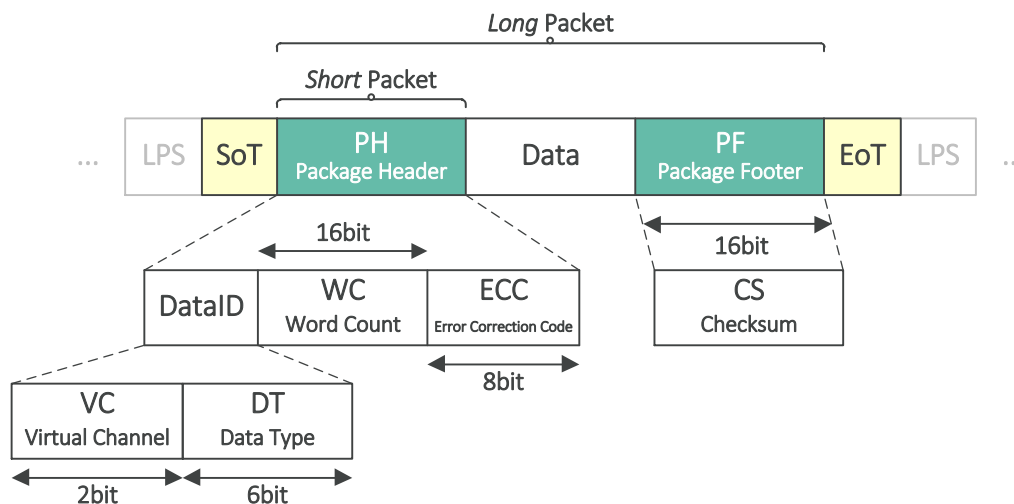 Long Packet
Short Packet
... LPS SoT PH Data PF EoT LPS ..
Package Header Package Footer
16bit 16bit
DataID WC ECC CS
Word Count Error Correction Code Checksum
8bit
VC DT
Virtual Channel Data Type
2bit 6bit